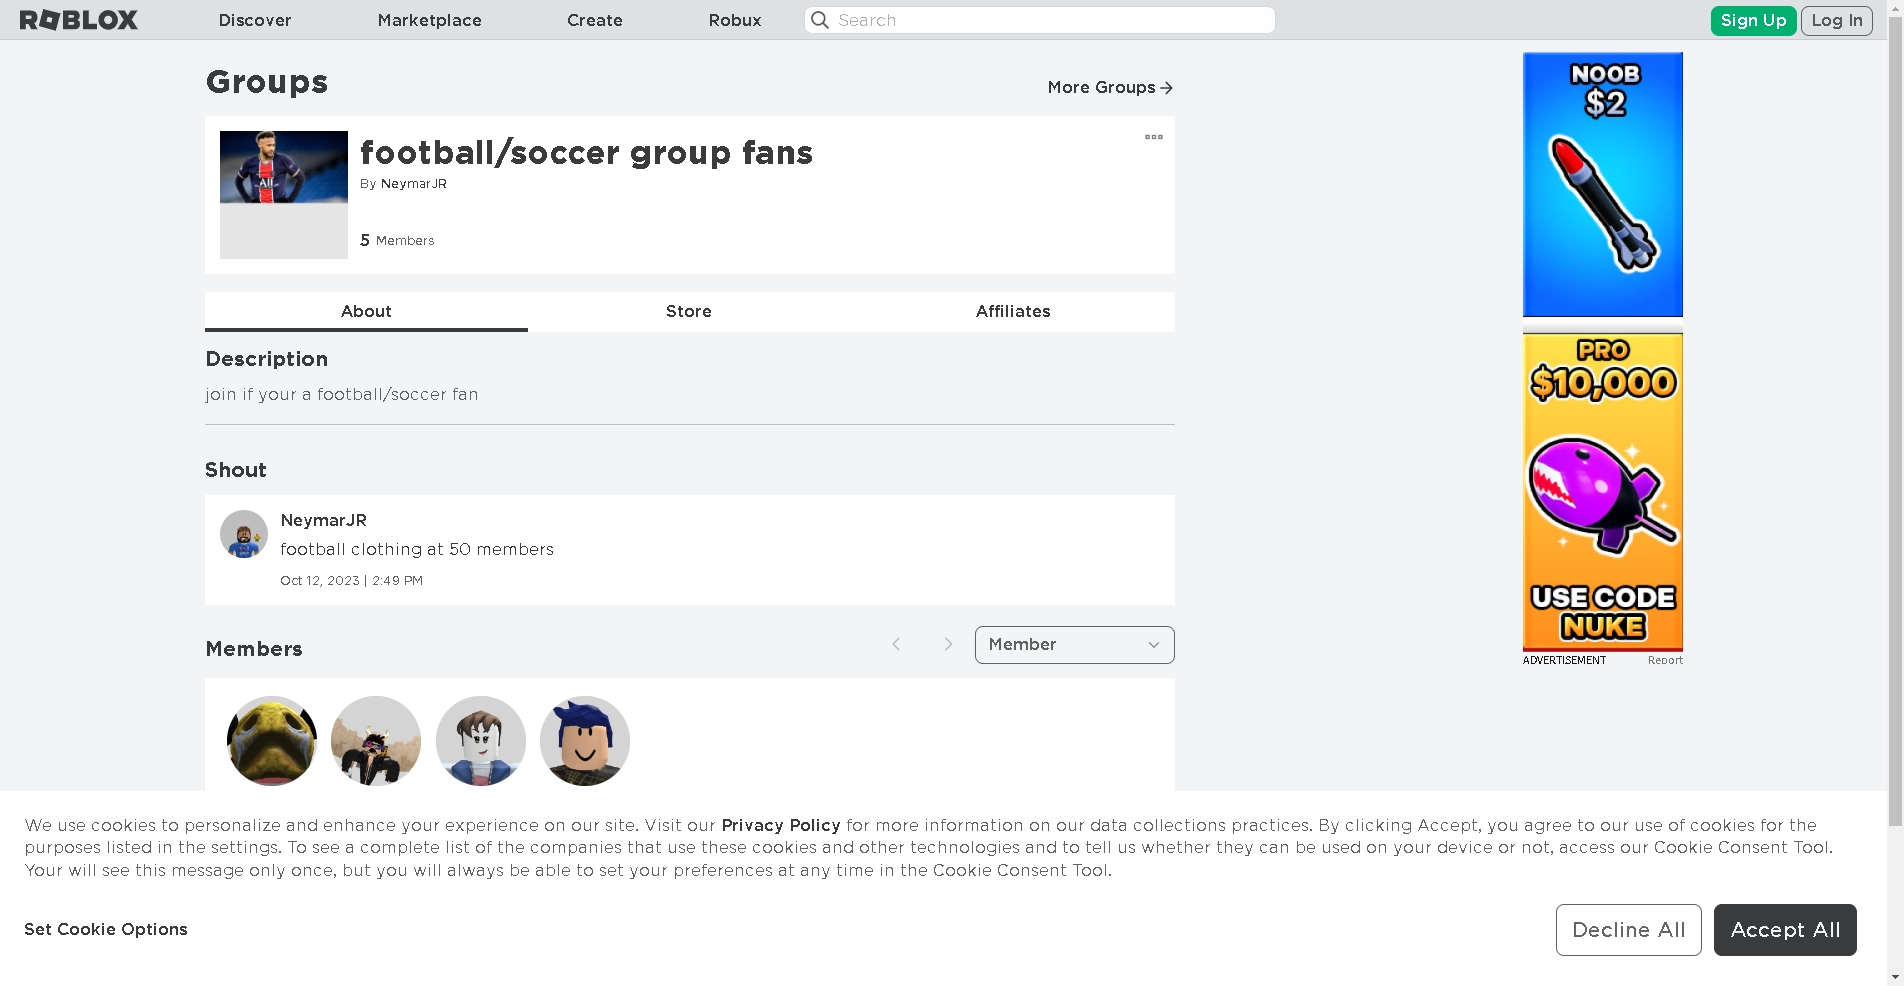 ROBLOX
Discover
Marketplace
Create
Robux
Search
Sign Up
Log In
Groups
More Groups
football/soccer group fans
By NeymarJR
5 Members
About
Store
Affiliates
Description
join if your a football/soccer fan
Shout
NeymarJR
football clothing at 50 members
Oct 12, 2023 | 2:49 PM
Members
Member
NOOB
$2
PRO
$10,000
USE CODE
NUKE
ADVERTISEMENT
Report
We use cookies to personalize and enhance your experience on our site. Visit our Privacy Policy for more information on our data collections practices. By clicking Accept, you agree to our use of cookies for the
purposes listed in the settings. To see a complete list of the companies that use these cookies and other technologies and to tell us whether they can be used on your device or not, access our Cookie Consent Tool.
Your will see this message only once, but you will always be able to set your preferences at any time in the Cookie Consent Tool.
Set Cookie Options
Decline All
Accept All